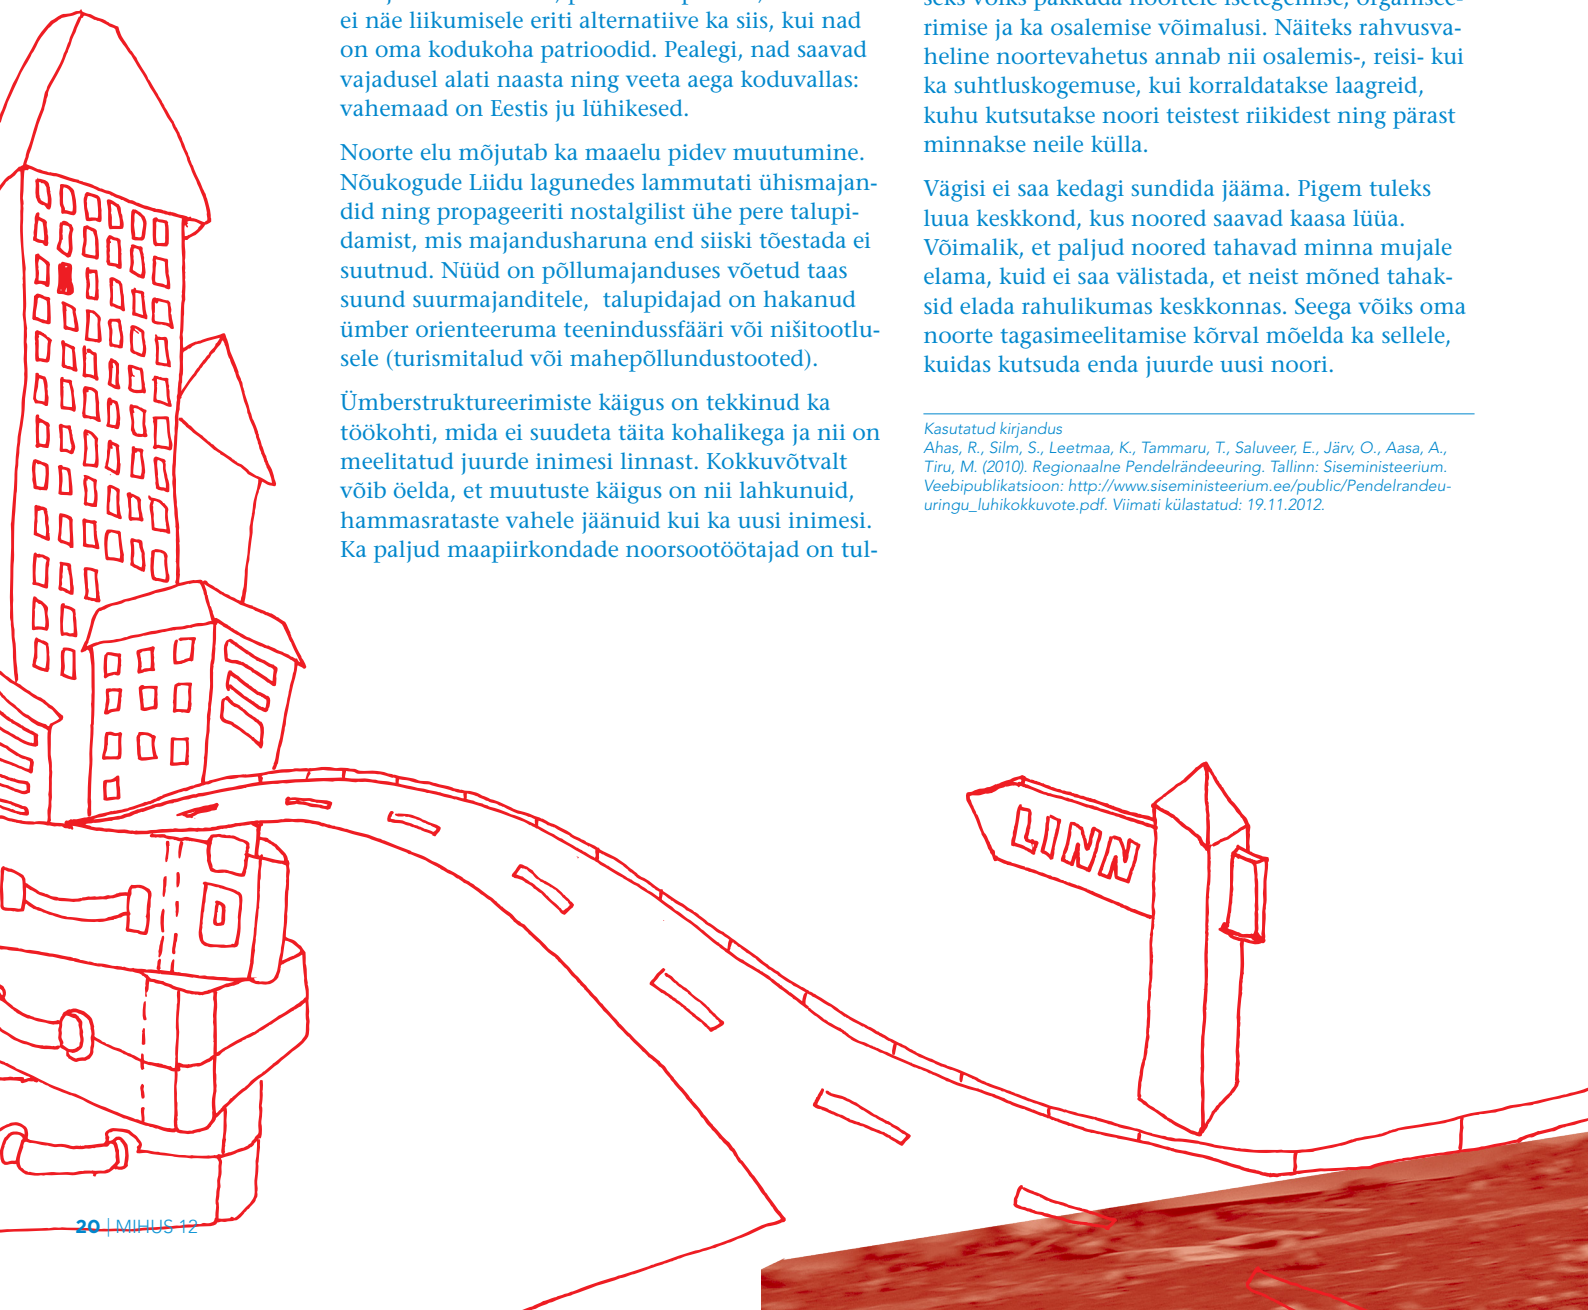 ei näe liikumisele eriti alternatiive ka siis, kui nad
on oma kodukoha patrioodid. Pealegi, nad saavad
vajadusel alati naasta ning veeta aega koduvallas:
vahemaad on Eestis ju lühikesed.
Noorte elu mõjutab ka maaelu pidev muutumine.
Nõukogude Liidu lagunedes lammutati ühismajan-
did ning propageeriti nostalgilist ühe pere talupi-
damist, mis majandusharuna end siiski tõestada ei
suutnud. Nüüd on põllumajanduses võetud taas
suund suurmajanditele, talupidajad on hakanud
ümber orienteeruma teenindussfääri või nišitootlu-
sele (turismitalud või mahepõllundustooted).
Ümberstruktureerimiste käigus on tekkinud ka
töökohti, mida ei suudeta täita kohalikega ja nii on
meelitatud juurde inimesi linnast. Kokkuvõtvalt
võib öelda, et muutuste käigus on nii lahkunuid,
hammasrataste vahele jäänuid kui ka uusi inimesi.
Ka paljud maapiirkondade noorsootöötajad on tul-
seks võiks pakkuda noortele isetegemise, organisee-
rimise ja ka osalemise võimalusi. Näiteks rahvusva-
heline noortevahetus annab nii osalemis-, reisi- kui
ka suhtluskogemuse, kui korraldatakse laagreid,
kuhu kutsutakse noori teistest riikidest ning pärast
minnakse neile külla.
Vägisi ei saa kedagi sundida jääma. Pigem tuleks
luua keskkond, kus noored saavad kaasa lüüa.
Võimalik, et paljud noored tahavad minna mujale
elama, kuid ei saa välistada, et neist mõned tahak-
sid elada rahulikumas keskkonnas. Seega võiks oma
noorte tagasimeelitamise kõrval mõelda ka sellele,
kuidas kutsuda enda juurde uusi noori.
Kasutatud kirjandus
Ahas, R., Silm, S., Leetmaa, K., Tammaru, T., Saluveer, E., Järv, O., Aasa, A.,
Tiru, M. (2010). Regionaalne Pendelrändeeuring. Tallinn: Siseministeerium.
Veebipublikatsioon: http://www.siseministeerium.ee/public/Pendelrandeu-
uringu_luhikokkuvote.pdf. Viimati külastatud: 19.11.2012.
LINN
20 | MIHUS 12